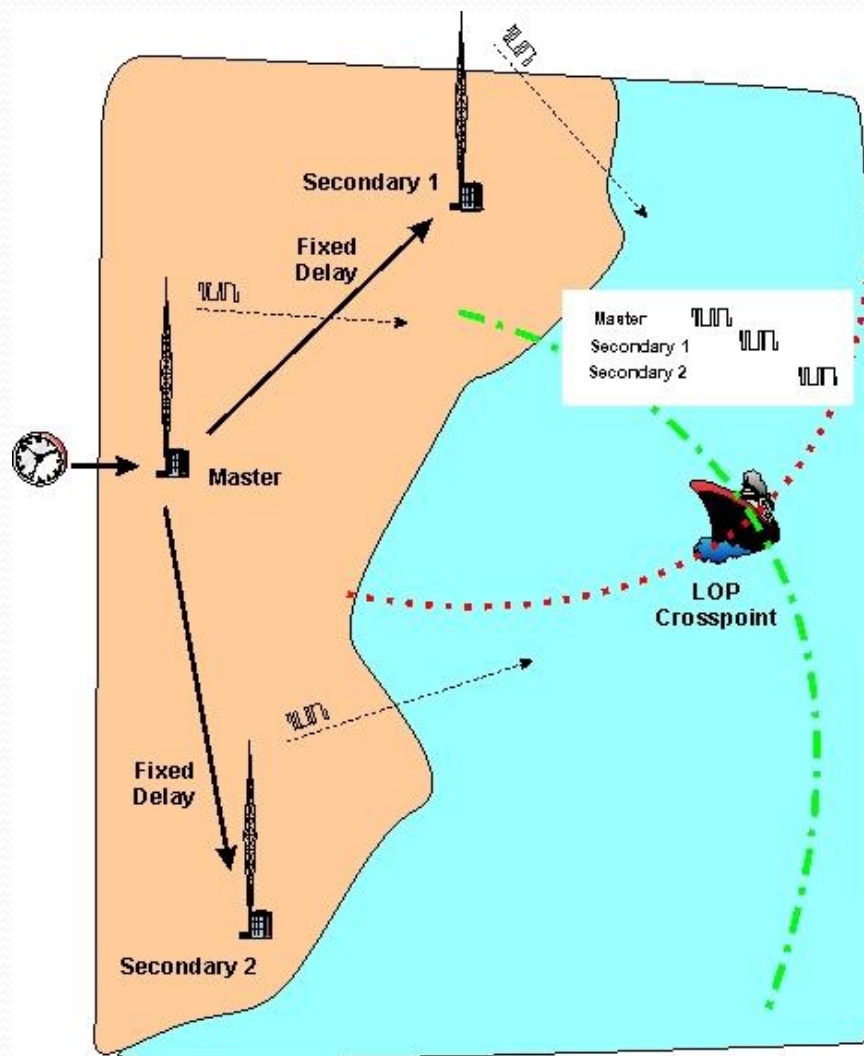 Secondary 1
Fixed
Delay
Master
Secondary 1
Secondary 2
Master
LOP
Crosspoint
Fixed
Delay
Secondary 2